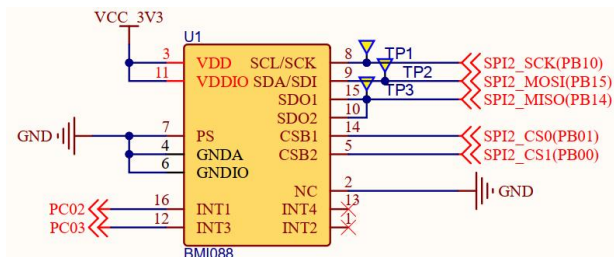 VCC_3V3
U1
3 VDD SCL/SCK 8 TP1 SPI2_SCK(PB10)
11 VDDIO SDA/SDI 9 TP2 SPI2_MOSI(PB15)
SDO1 15 TP3 SPI2_MISO(PB14)
SDO2 10
GND 7 PS CSB1 14 SPI2_CS0(PB01)
4 GNDA CSB2 5 SPI2_CS1(PB00)
6 GNDIO
NC 2 GND
PC02 16 INT1 INT4 13
PC03 12 INT3 INT2 1
BMI088